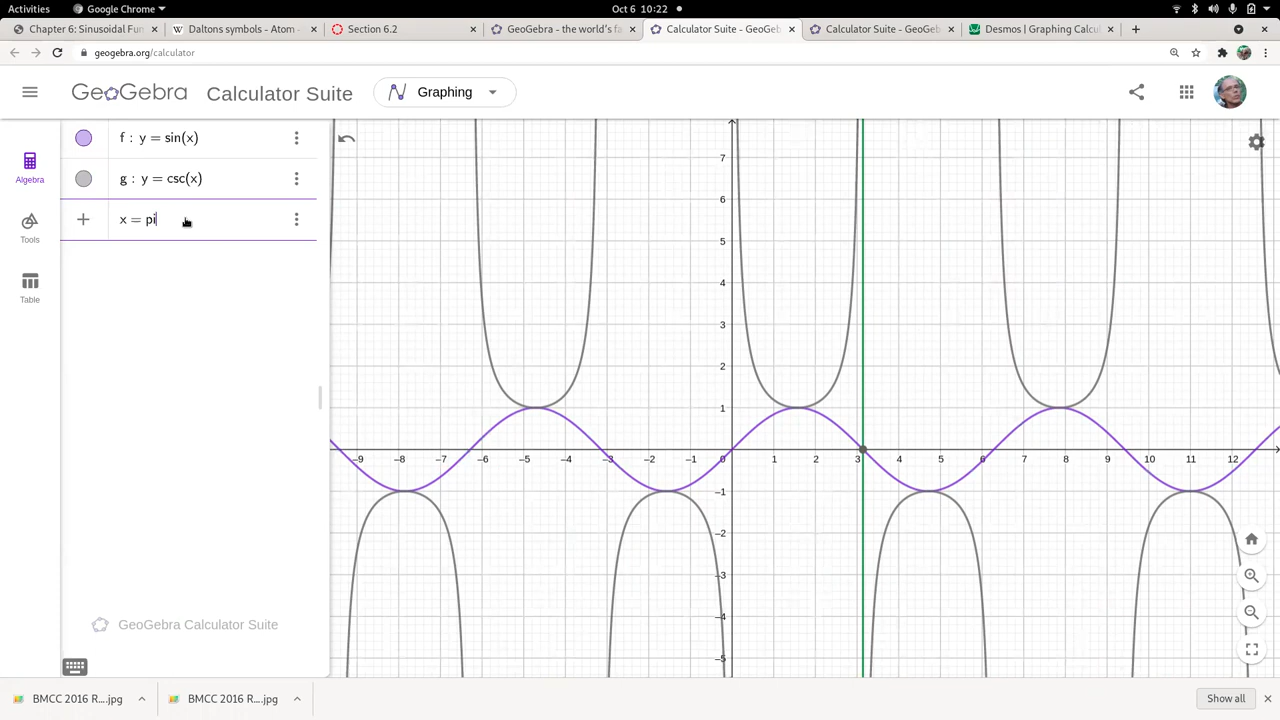 Activities
Google Chrome
Oct 6 10:22
Chapter 6: Sinusoidal Fun
Daltons symbols - Atom -
Section 6.2
GeoGebra - the world's fa
Calculator Suite - GeoGeb
Calculator Suite - GeoGeb
Desmos | Graphing Calcu
geogebra.org/calculator
GeoGebra Calculator Suite
Graphing
Algebra
Tools
Table
f : y = sin(x)
g : y = csc(x)
x = pi
7
6
5
4
3
2
1
–9 –8 –7 –6 –5 –4 –3 –2 –1 0 1 2 3 4 5 6 7 8 9 10 11 12
–1
–2
–3
–4
–5
GeoGebra Calculator Suite
BMCC 2016 R....jpg
BMCC 2016 R....jpg
Show all